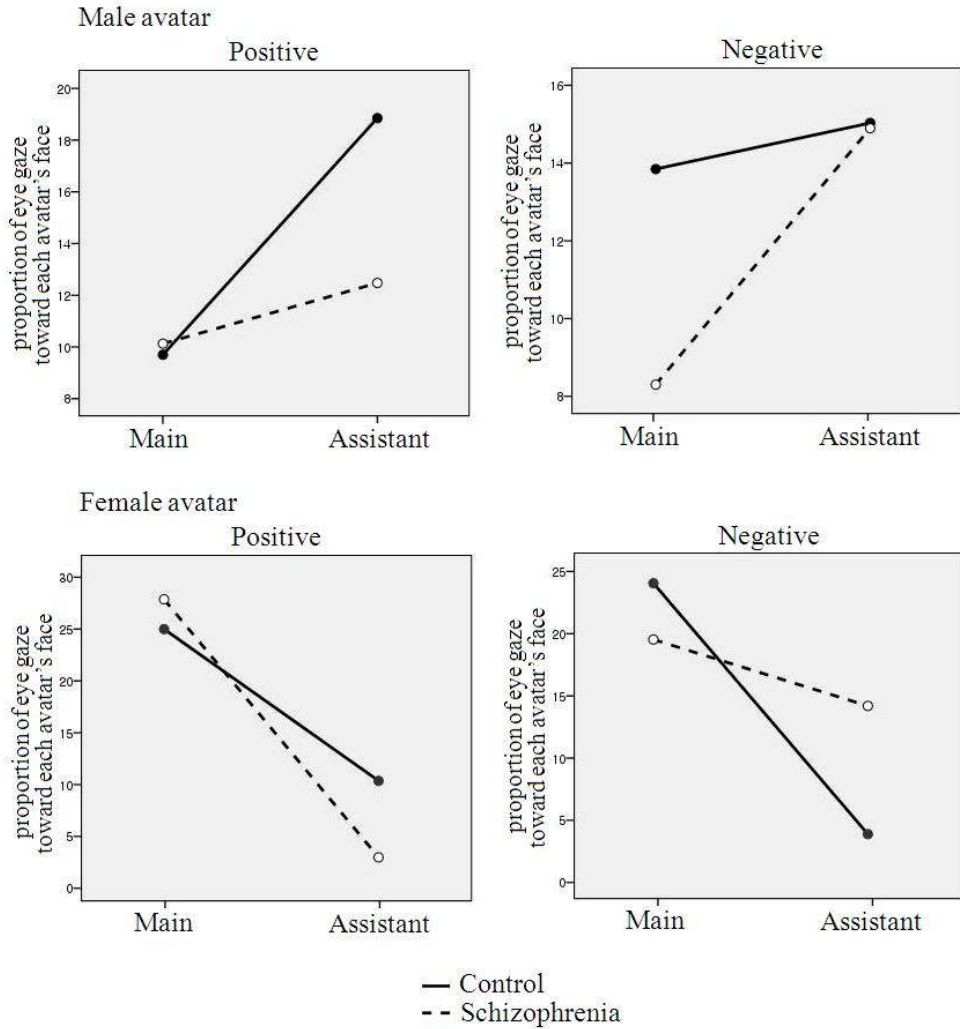 Male avatar
Positive
proportion of eye gaze
toward each avatar's face
20
18
16
14
12
10
8
Main
Assistant
Negative
proportion of eye gaze
toward each avatar's face
16
14
12
10
8
Main
Assistant
Female avatar
Positive
proportion of eye gaze
toward each avatar's face
30
25
20
15
10
5
0
Main
Assistant
Negative
proportion of eye gaze
toward each avatar's face
25
20
15
10
5
0
Main
Assistant
Control
Schizophrenia